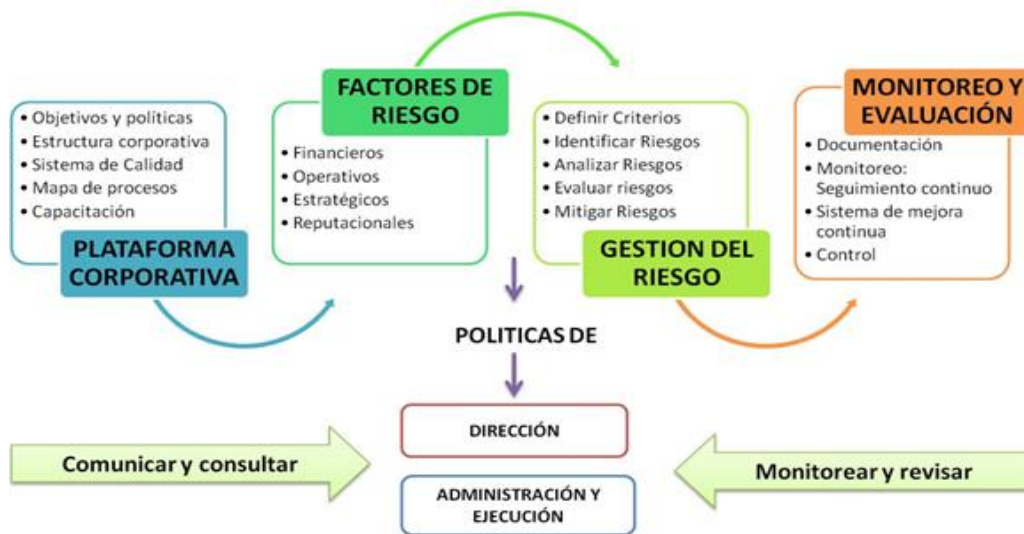 • Objetivos y políticas
• Estructura corporativa
• Sistema de Calidad
• Mapa de procesos
• Capacitación
PLATAFORMA
CORPORATIVA
FACTORES DE
RIESGO
• Financieros
• Operativos
• Estratégicos
• Reputacionales
• Definir Criterios
• Identificar Riesgos
• Analizar Riesgos
• Evaluar riesgos
• Mitigar Riesgos
GESTION DEL
RIESGO
MONITOREO Y
EVALUACIÓN
• Documentación
• Monitoreo:
Seguimiento continuo
• Sistema de mejora
continua
• Control
POLITICAS DE
DIRECCIÓN
ADMINISTRACIÓN Y
EJECUCIÓN
Comunicar y consultar
Monitorear y revisar